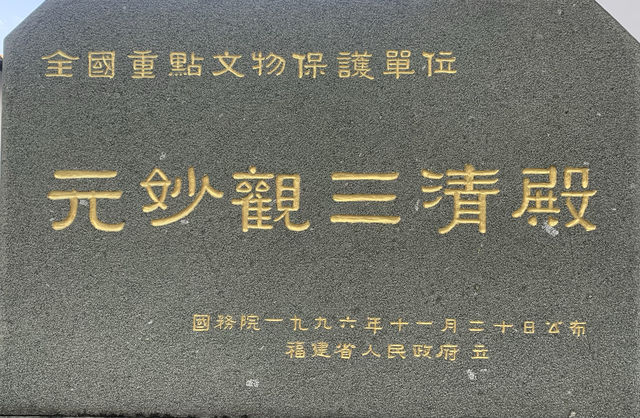 全國重點文物保護單位
元妙觀三清殿
國務院一九九六年十一月二十日公布
福建省人民政府 立